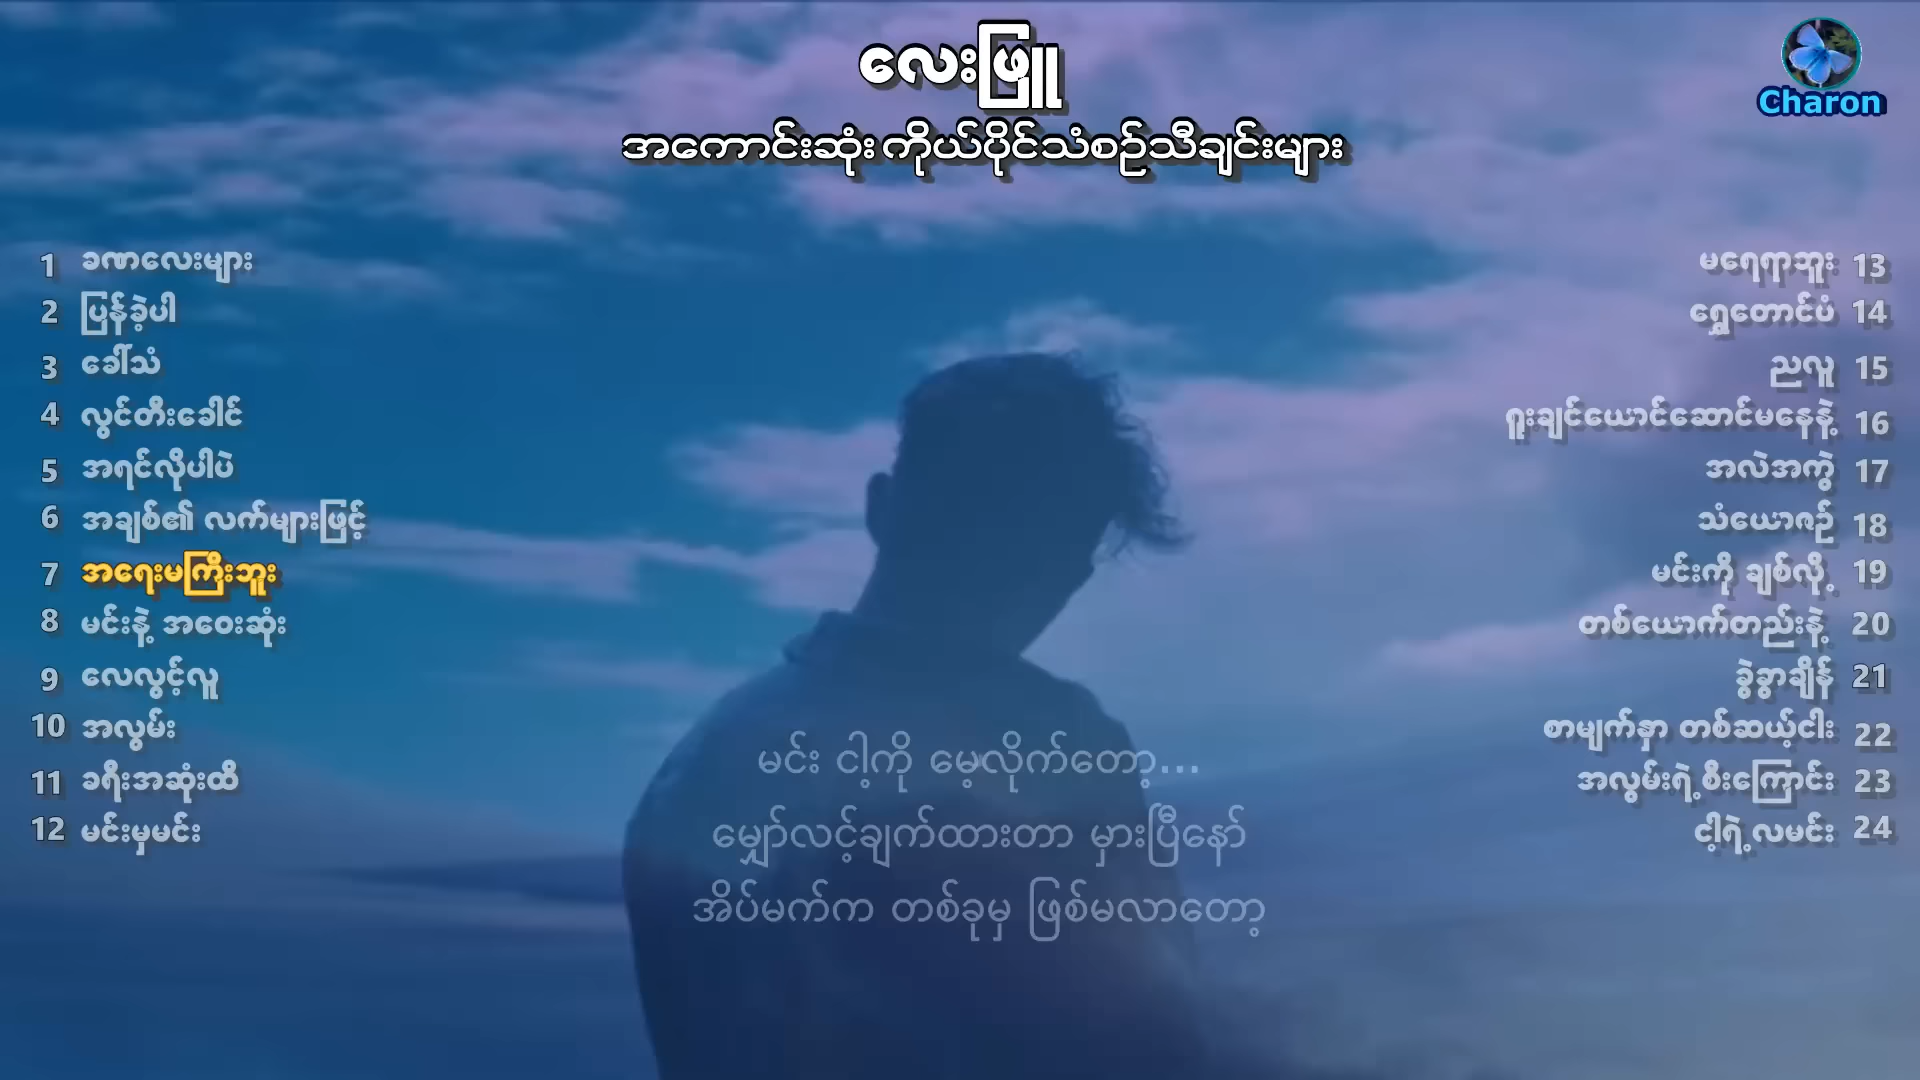 လေးဖြူ
အကောင်းဆုံး ကိုယ်ပိုင်သံစဉ်သီချင်းများ
Charon
1 ခဏလေးများ
2 ပြန်ခဲ့ပါ
3 ခေါ်သံ
4 လွင်တီးခေါင်
5 အရင်လိုပါပဲ
6 အချစ်၏ လက်များဖြင့်
7 အရေးမကြီးဘူး
8 မင်းနဲ့ အဝေးဆုံး
9 လေလွင့်လူ
10 အလွမ်း
11 ခရီးအဆုံးထိ
12 မင်းမှမင်း
မရေရာဘူး 13
ရွှေတောင်ပံ 14
ညလူ 15
ရူးချင်ယောင်ဆောင်မနေနဲ့ 16
အလဲအကွဲ 17
သံယောဇဉ် 18
မင်းကို ချစ်လို့ 19
တစ်ယောက်တည်းနဲ့ 20
ခွဲခွာချိန် 21
စာမျက်နှာ တစ်ဆယ့်ငါး 22
အလွမ်းရဲ့စီးကြောင်း 23
ငါ့ရဲ့လမင်း 24
မင်း ငါ့ကို မေ့လိုက်တော့...
မျှော်လင့်ချက်ထားတာ မှားပြီနော်
အိပ်မက်က တစ်ခုမှ ဖြစ်မလာတော့